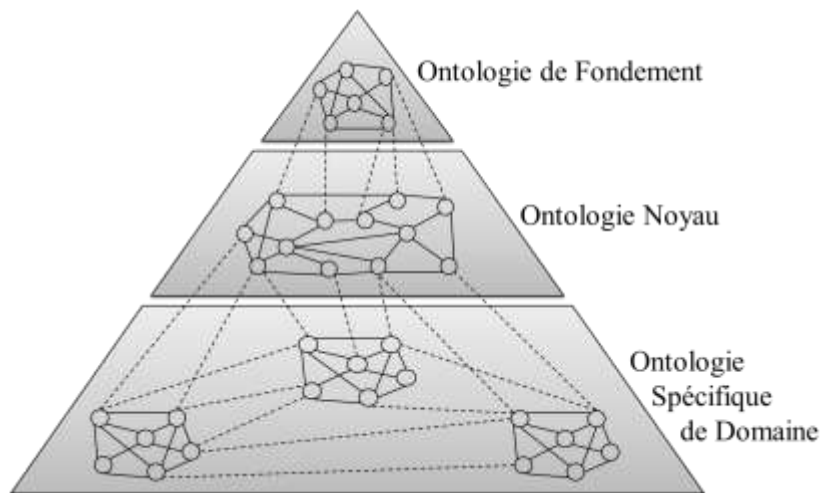 Ontologie de Fondement
Ontologie Noyau
Ontologie
Spécifique
de Domaine